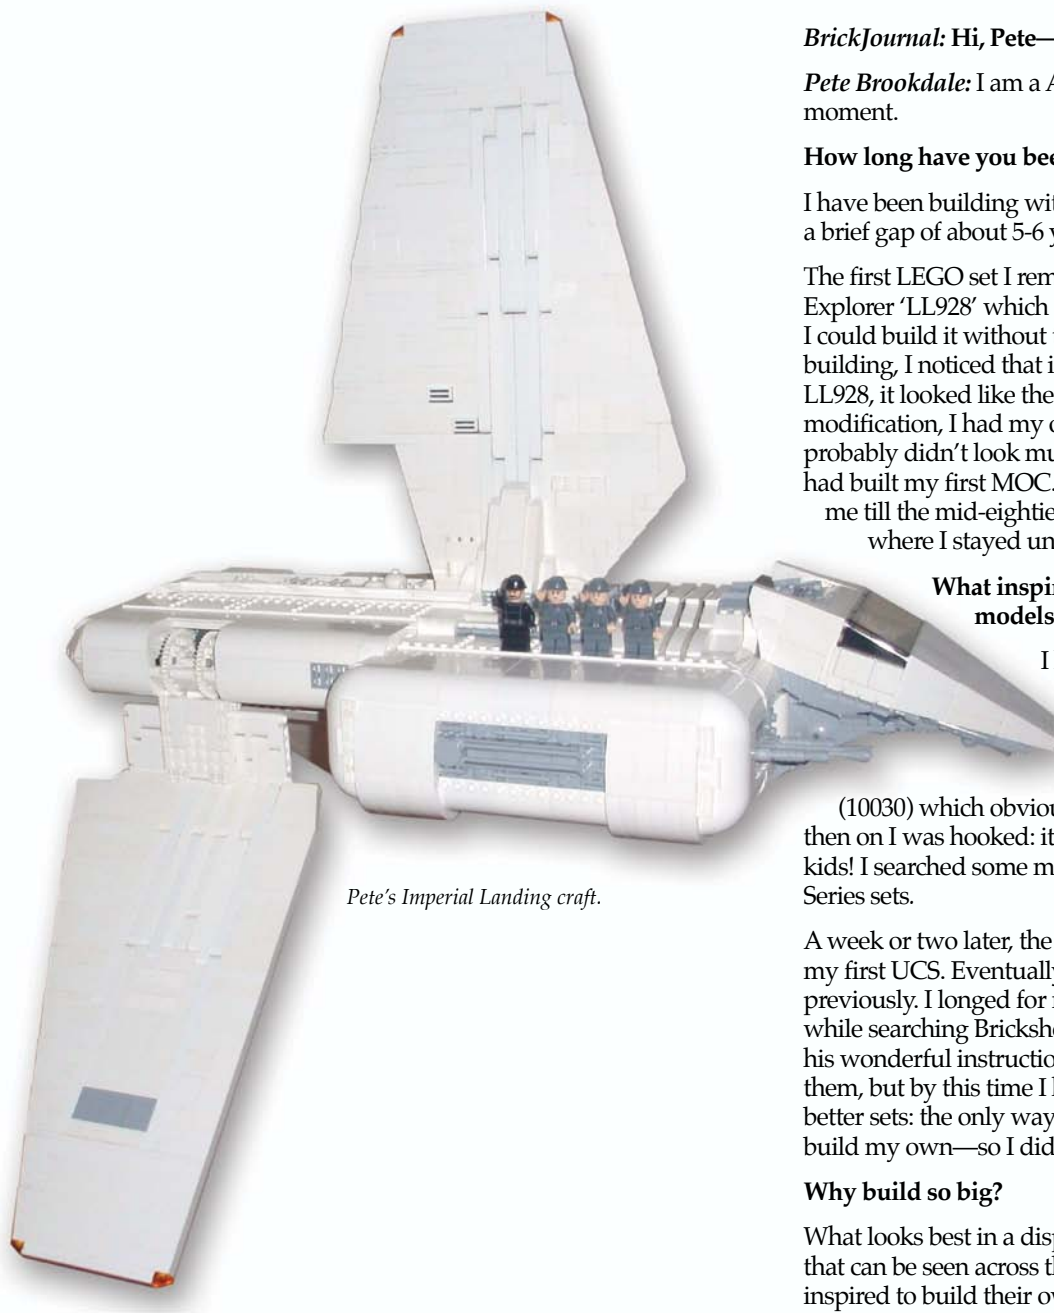 BrickJournal: Hi, Pete—
Pete Brookdale: I am a A
moment.
How long have you bee
I have been building wit
a brief gap of about 5-6 y
The first LEGO set I rem
Explorer ‘LL928’ which
I could build it without
building, I noticed that i
LL928, it looked like the
modification, I had my o
probably didn’t look mu
had built my first MOC.
me till the mid-eightie
where I stayed un
What inspir
models
I
(10030) which obviou
then on I was hooked: it
kids! I searched some m
Series sets.
Pete’s Imperial Landing craft.
A week or two later, the
my first UCS. Eventually
previously. I longed for
while searching Bricksh
his wonderful instructio
them, but by this time I
better sets: the only way
build my own—so I did
Why build so big?
What looks best in a disp
that can be seen across t
inspired to build their ov